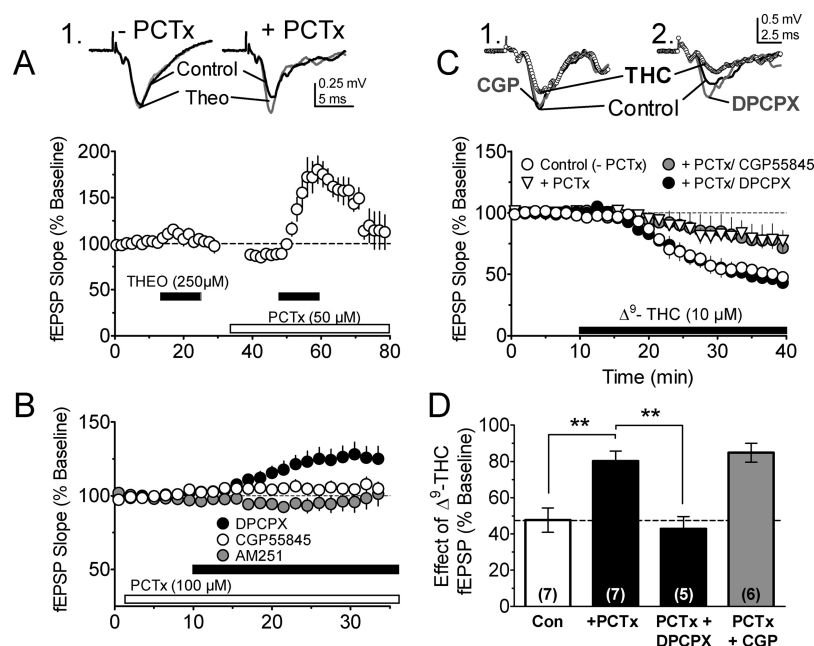 A
1.
- PCTx
+ PCTx
Control
Theo
0.25 mV
5 ms
fEPSP Slope (% Baseline)
200
150
100
50
0
THEO (250µM)
PCTx (50 µM)
0
20
40
60
80
B
fEPSP Slope (% Baseline)
150
100
50
DPCPX
CGP55845
AM251
PCTx (100 µM)
0
10
20
30
C
1.
2.
0.5 mV
2.5 ms
CGP
THC
Control
DPCPX
fEPSP Slope (% Baseline)
150
100
50
0
Control (- PCTx)
+ PCTx
+ PCTx/ CGP55845
+ PCTx/ DPCPX
Δ9- THC (10 µM)
0
10
20
30
40
Time (min)
D
Effect of Δ9-THC
fEPSP (% Baseline)
100
80
60
40
20
0
**
**
(7)
(7)
(5)
(6)
Con
+PCTx
PCTx +
DPCPX
PCTx
+ CGP